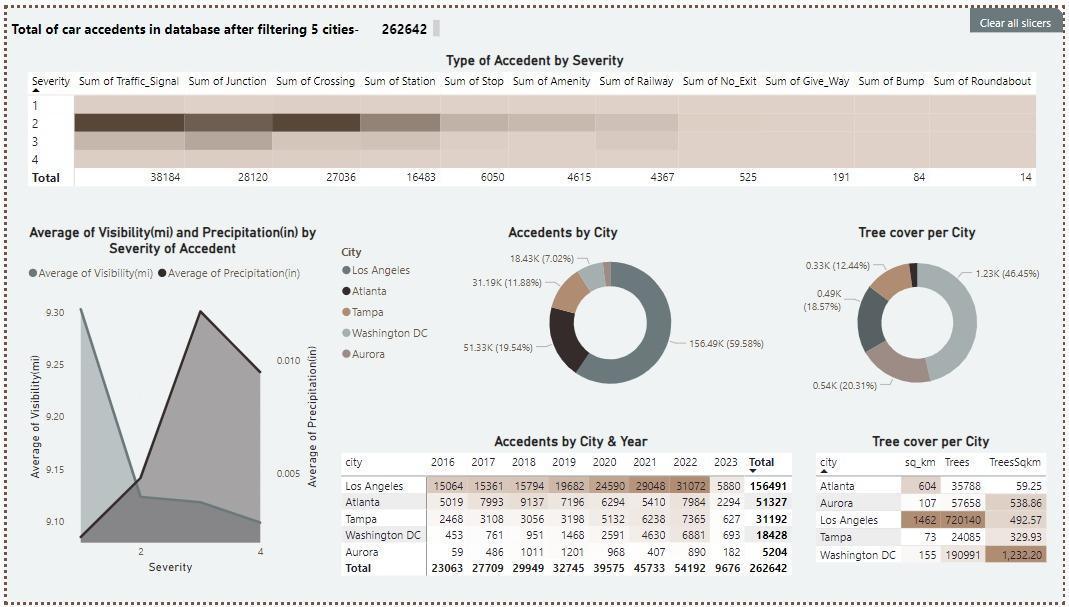 Clear all slicers
Total of car accedents in database after filtering 5 cities- 262642
Type of Accedent by Severity
Severity Sum of Traffic_Signal Sum of Junction Sum of Crossing Sum of Station Sum of Stop Sum of Amenity Sum of Railway Sum of No_Exit Sum of Give_Way Sum of Bump Sum of Roundabout
1
2
3
4
Total 38184 28120 27036 16483 6050 4615 4367 525 191 84 14
Average of Visibility(mi) and Precipitation(in) by
Severity of Accedent
Average of Visibility(mi) Average of Precipitation(in)
9.30
9.25
9.20
9.15
9.10
Average of Visibility(mi)
0.010
0.005
Average of Precipitation(in)
2 4
Severity
City
Los Angeles
Atlanta
Tampa
Washington DC
Aurora
Accedents by City
18.43K (7.02%)
31.19K (11.88%)
51.33K (19.54%)
156.49K (59.58%)
Tree cover per City
0.33K (12.44%)
1.23K (46.45%)
0.49K
(18.57%)
0.54K (20.31%)
Accedents by City & Year
city 2016 2017 2018 2019 2020 2021 2022 2023 Total
Los Angeles 15064 15361 15794 19682 24590 29048 31072 5880 156491
Atlanta 5019 7993 9137 7196 6294 5410 7984 2294 51327
Tampa 2468 3108 3056 3198 5132 6238 7365 627 31192
Washington DC 453 761 951 1468 2591 4630 6881 693 18428
Aurora 59 486 1011 1201 968 407 890 182 5204
Total 23063 27709 29949 32745 39575 45733 54192 9676 262642
Tree cover per City
city sq_km Trees TreesSqkm
Atlanta 604 35788 59.25
Aurora 107 57658 538.86
Los Angeles 1462 720140 492.57
Tampa 73 24085 329.93
Washington DC 155 190991 1,232.20